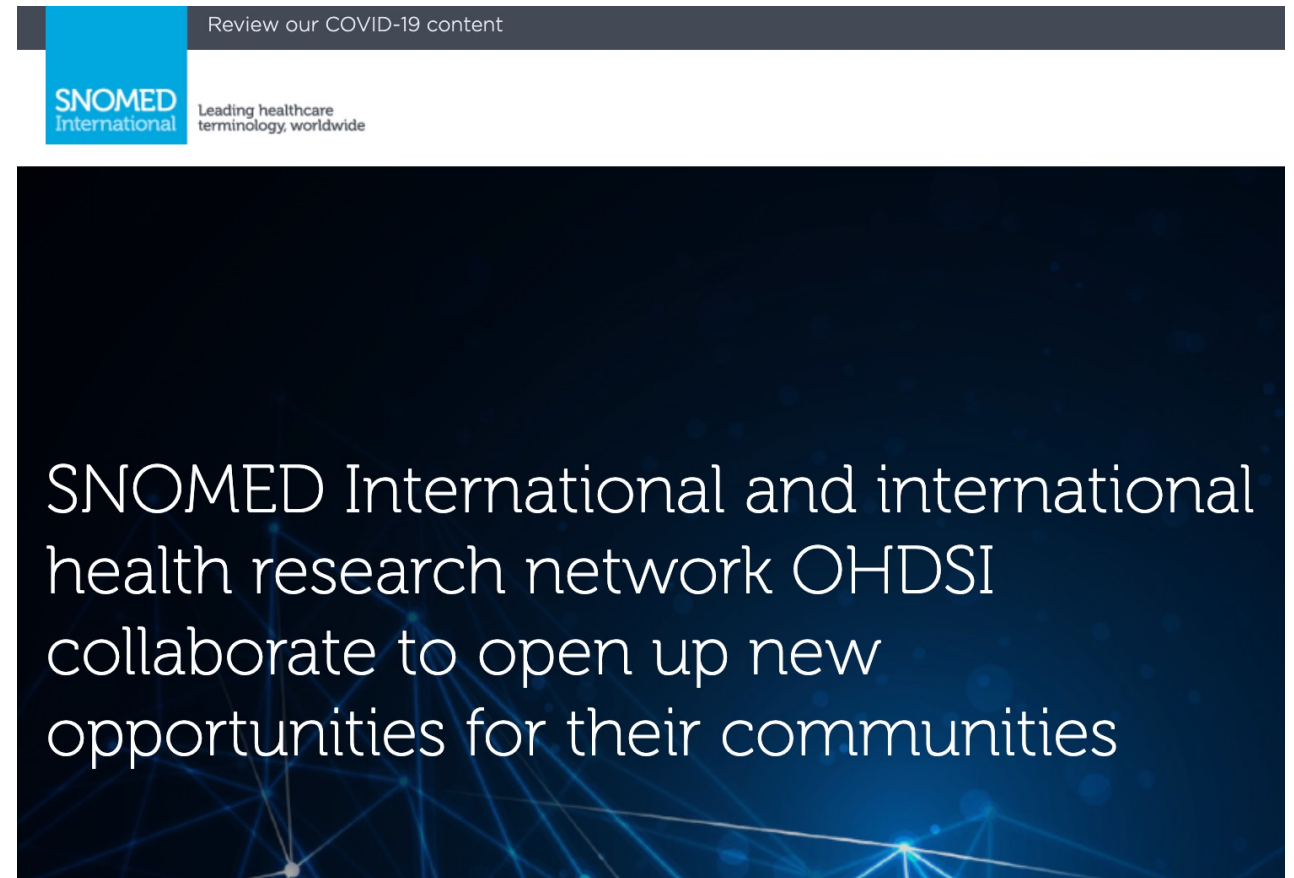 Review our COVID-19 content
SNOMED
International
Leading healthcare
terminology, worldwide
SNOMED International and international
health research network OHDSI
collaborate to open up new
opportunities for their communities